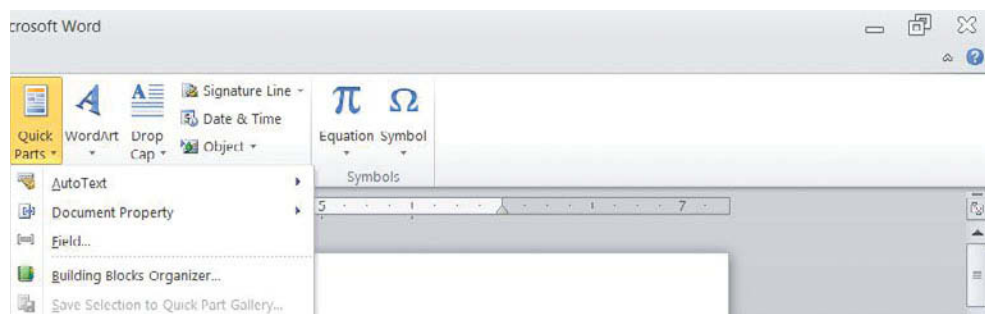 crosoft Word
Signature Line
Date & Time
Object
Quick Parts
WordArt
Drop Cap
π
Equation
Ω
Symbol
Symbols
AutoText
Document Property
Field...
Building Blocks Organizer...
Save Selection to Quick Part Gallery...
5
7